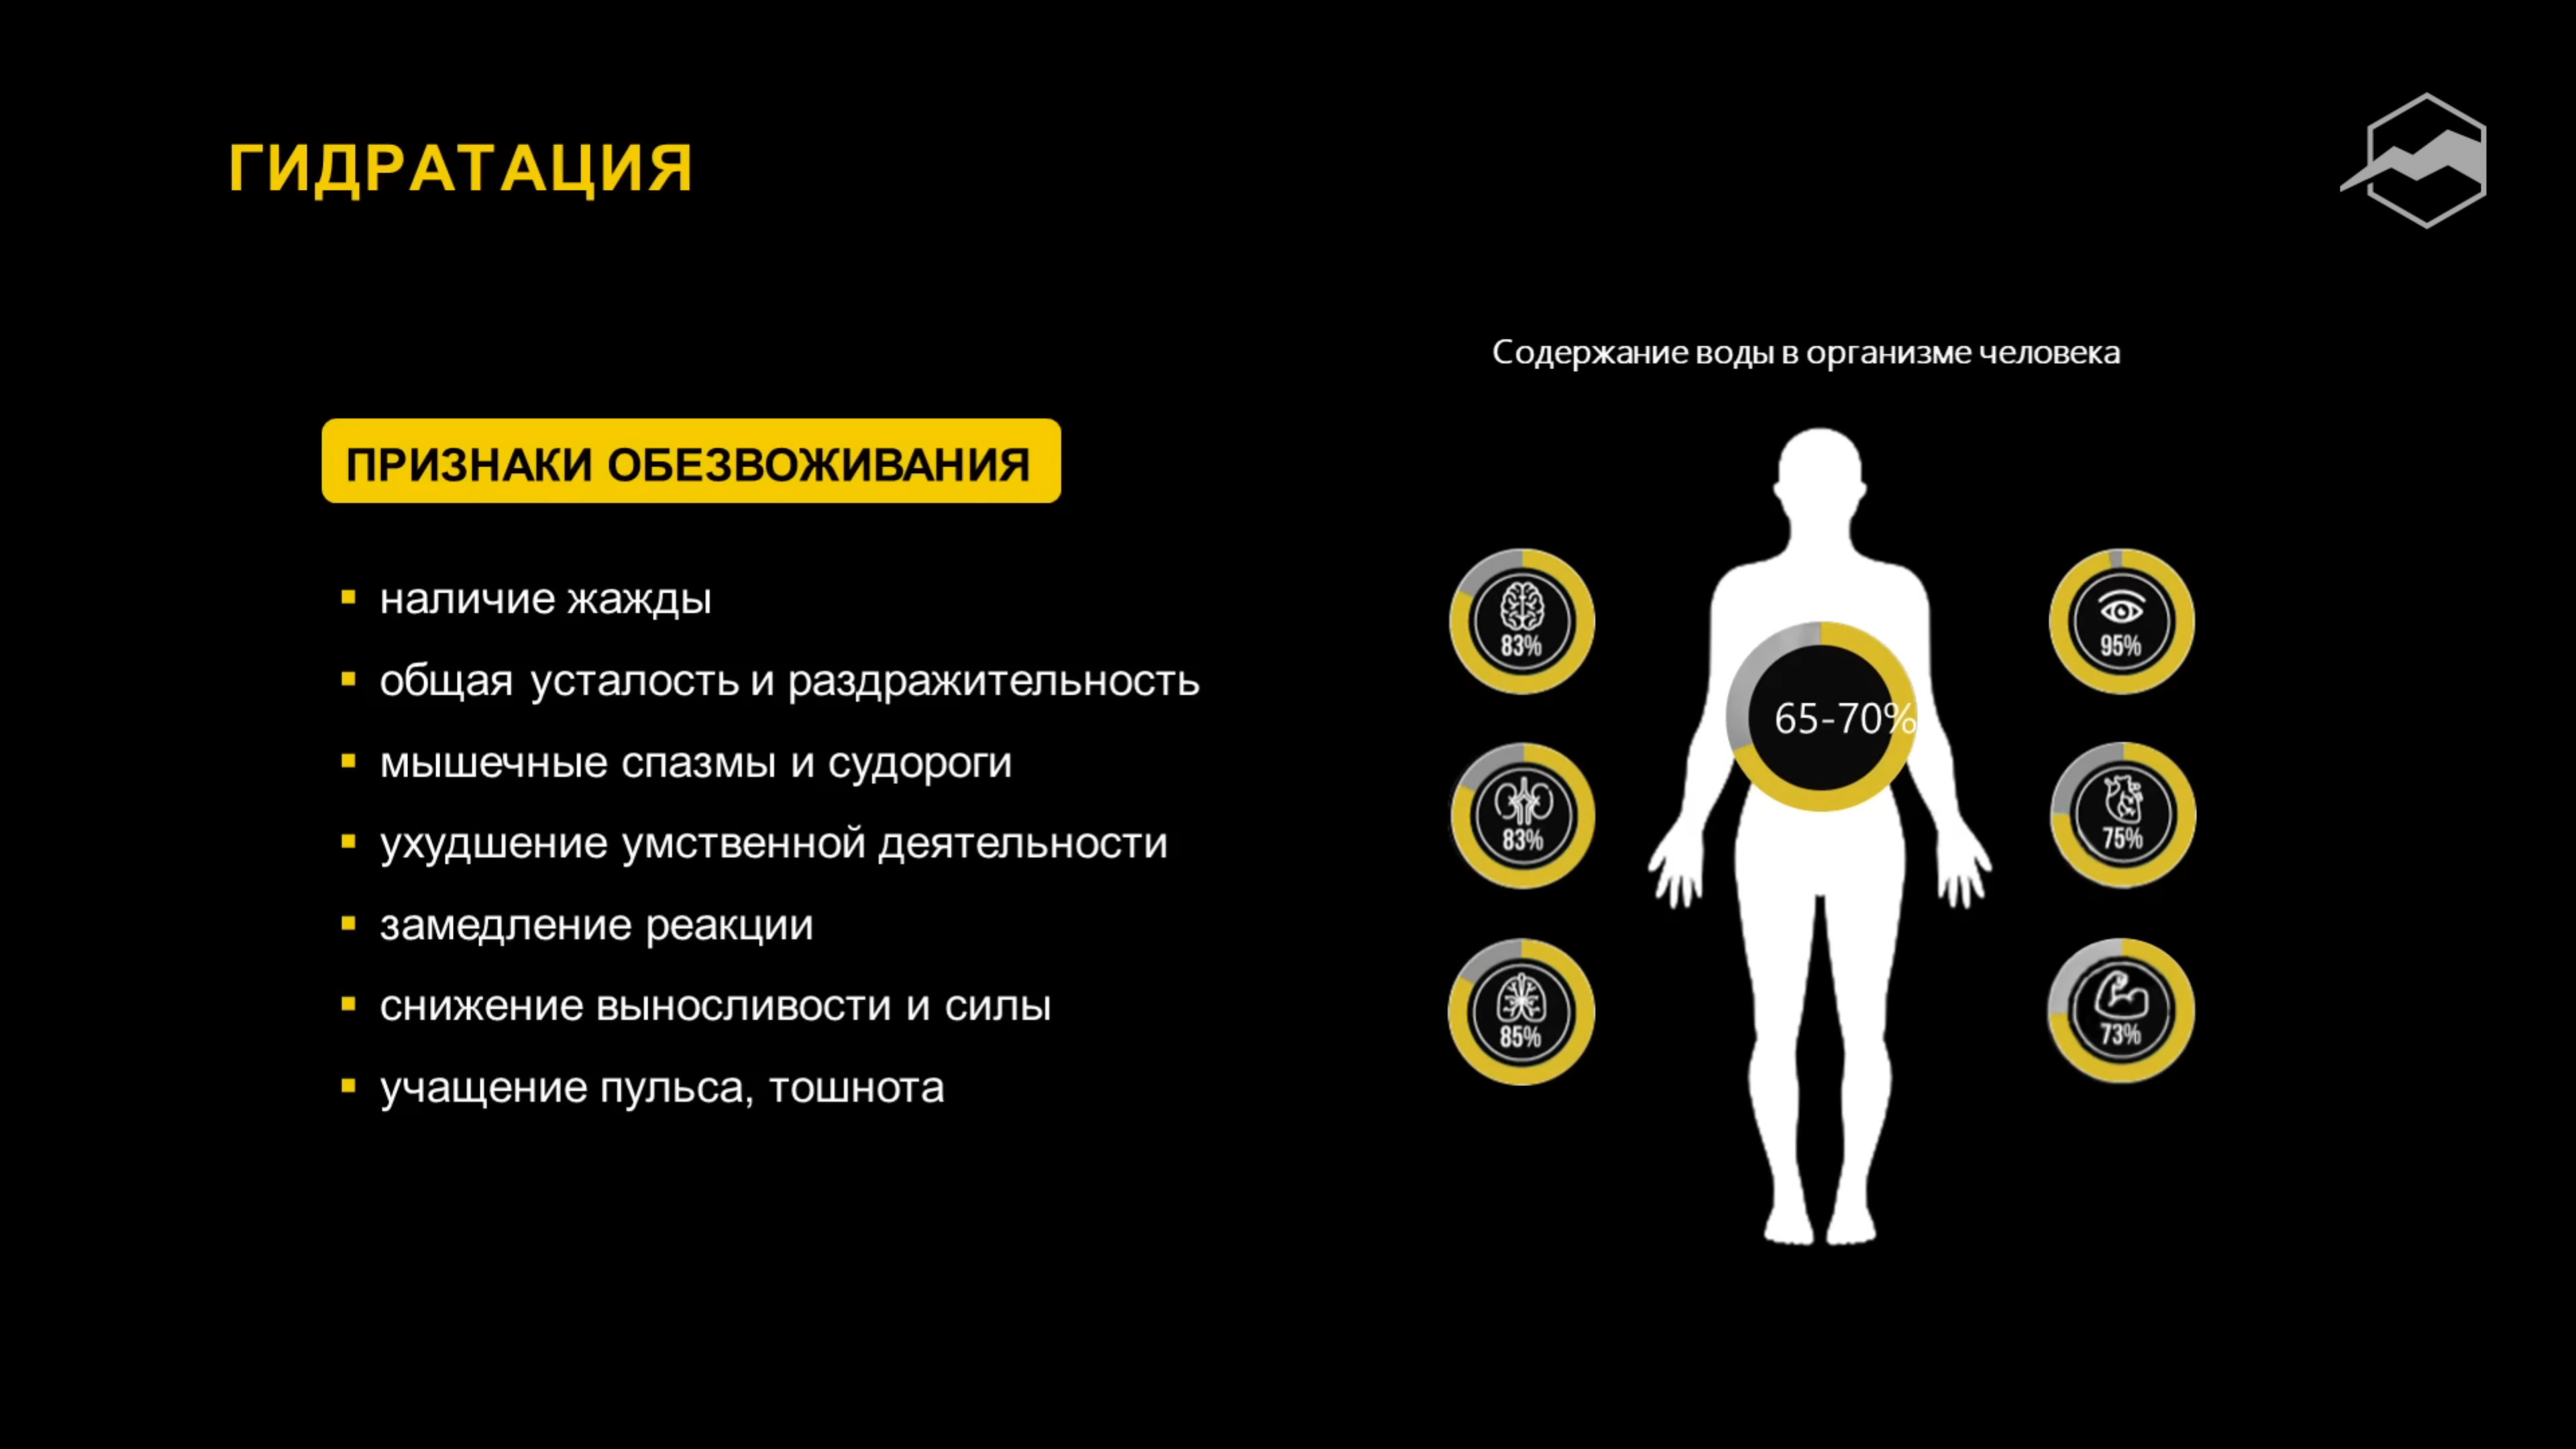 ГИДРАТАЦИЯ
ПРИЗНАКИ ОБЕЗВОЖИВАНИЯ
наличие жажды
общая усталость и раздражительность
мышечные спазмы и судороги
ухудшение умственной деятельности
замедление реакции
снижение выносливости и силы
учащение пульса, тошнота
Содержание воды в организме человека
83%
95%
65-70%
83%
75%
85%
73%